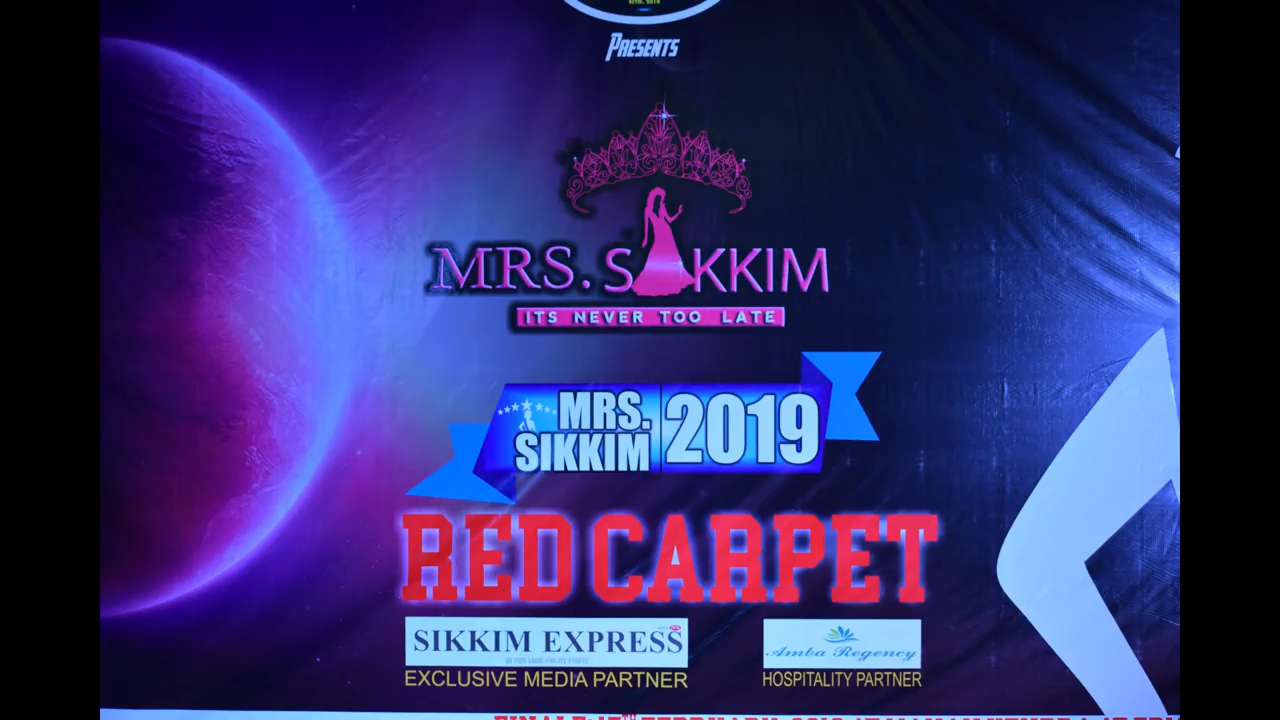 PRESENTS
MRS. SIKKIM
ITS NEVER TOO LATE
MRS.
SIKKIM 2019
RED CARPET
SIKKIM EXPRESS
EXCLUSIVE MEDIA PARTNER
Amba Regency
HOSPITALITY PARTNER